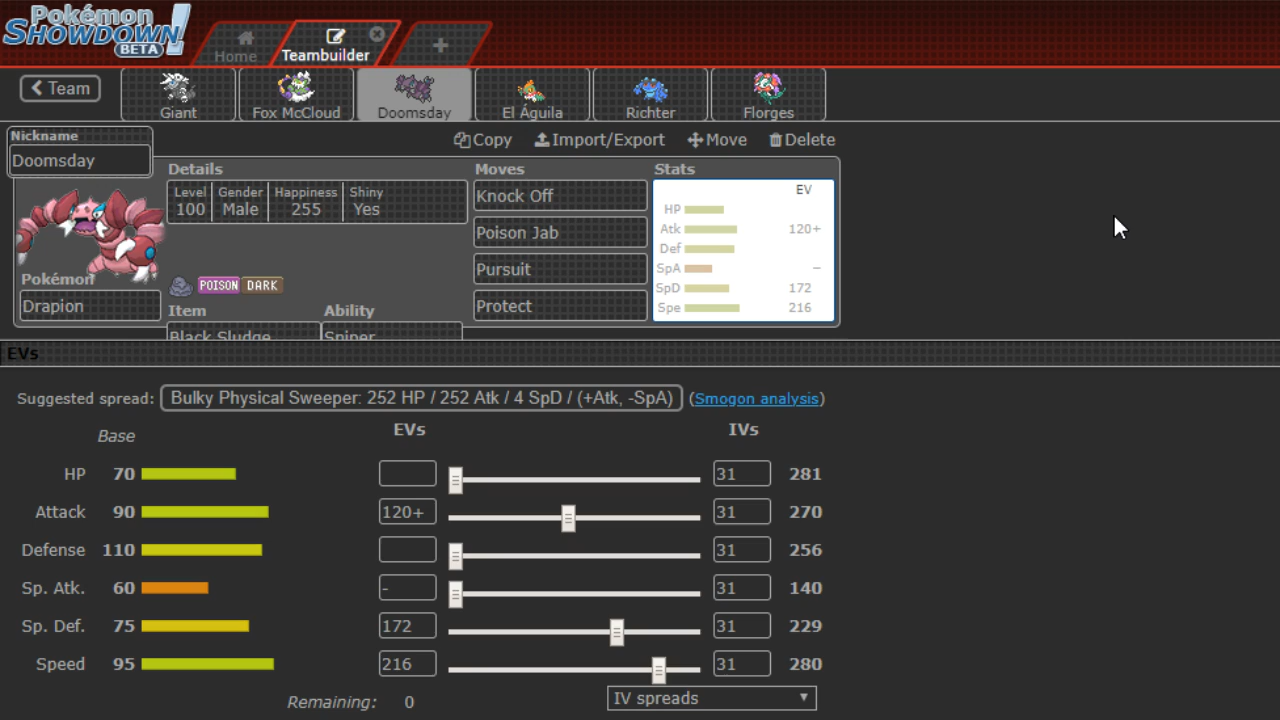 Pokémon
SHOWDOWN!
BETA
Home
Teambuilder
Team
Giant
Fox McCloud
Doomsday
El Águila
Richter
Florges
Copy
Import/Export
Move
Delete
Nickname
Doomsday
Pokémon
Drapion
Details
Level Gender Happiness Shiny
100 Male 255 Yes
POISON DARK
Item Ability
Black Sludge Sniper
Moves
Knock Off
Poison Jab
Pursuit
Protect
Stats
EV
HP
Atk 120+
Def
SpA –
SpD 172
Spe 216
EVs
Suggested spread: Bulky Physical Sweeper: 252 HP / 252 Atk / 4 SpD / (+Atk, -SpA) (Smogon analysis)
Base EVs IVs
HP 70 31 281
Attack 90 120+ 31 270
Defense 110 31 256
Sp. Atk. 60 - 31 140
Sp. Def. 75 172 31 229
Speed 95 216 31 280
Remaining: 0 IV spreads